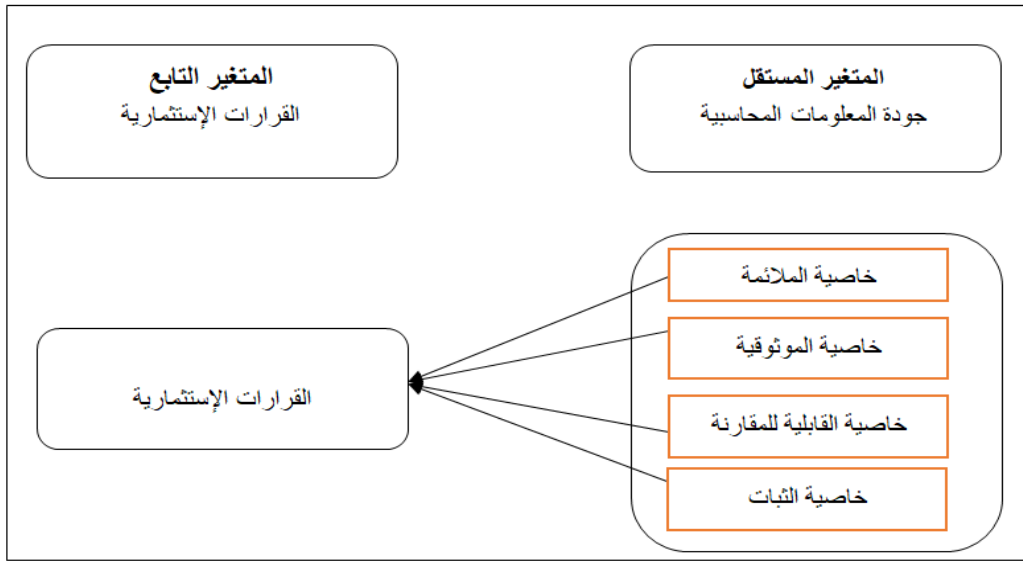 المتغير المستقل
جودة المعلومات المحاسبية
المتغير التابع
القرارات الإستثمارية
خاصية الملائمة
خاصية الموثوقية
خاصية القابلية للمقارنة
خاصية الثبات
القرارات الإستثمارية